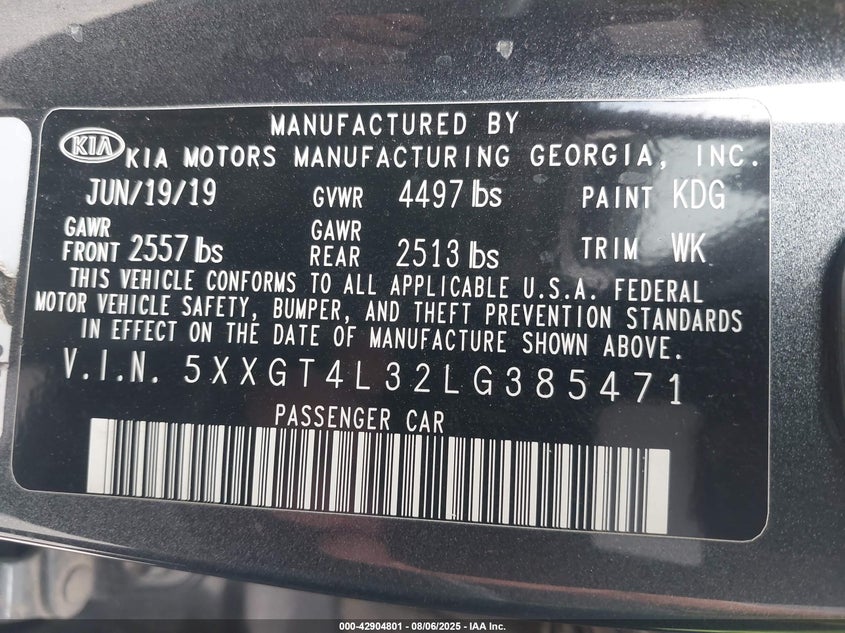 MANUFACTURED BY
KIA KIA MOTORS MANUFACTURING GEORGIA, INC.
JUN/19/19 GVWR 4497 lbs PAINT KDG
GAWR FRONT 2557 lbs GAWR REAR 2513 lbs TRIM WK
THIS VEHICLE CONFORMS TO ALL APPLICABLE U.S.A. FEDERAL
MOTOR VEHICLE SAFETY, BUMPER, AND THEFT PREVENTION STANDARDS
IN EFFECT ON THE DATE OF MANUFACTURE SHOWN ABOVE.
V.I.N. 5XXGT4L32LG385471
PASSENGER CAR
000-42904801 - 08/06/2025 - IAA Inc.